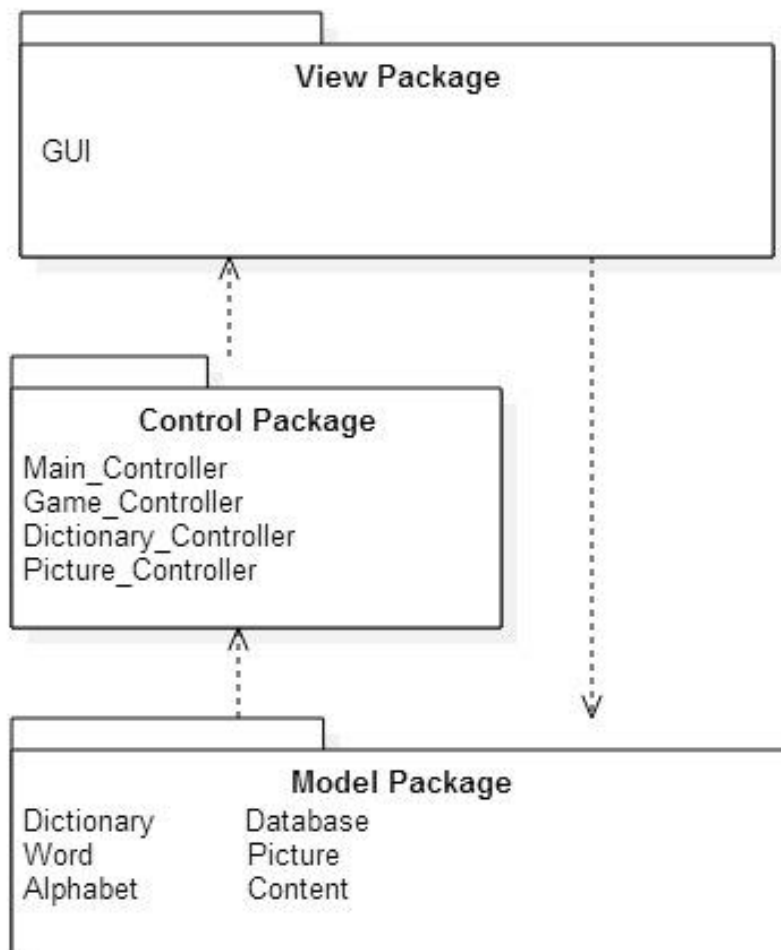 View Package
GUI
Control Package
Main_Controller
Game_Controller
Dictionary_Controller
Picture_Controller
Model Package
Dictionary Database
Word Picture
Alphabet Content